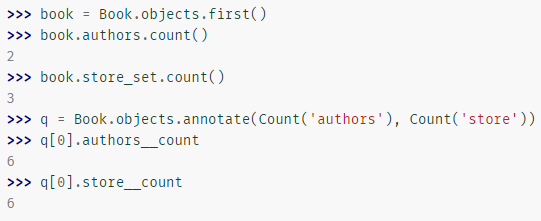 >>> book = Book.objects.first()
>>> book.authors.count()
2
>>> book.store_set.count()
3
>>> q = Book.objects.annotate(Count('authors'), Count('store'))
>>> q[0].authors__count
6
>>> q[0].store__count
6